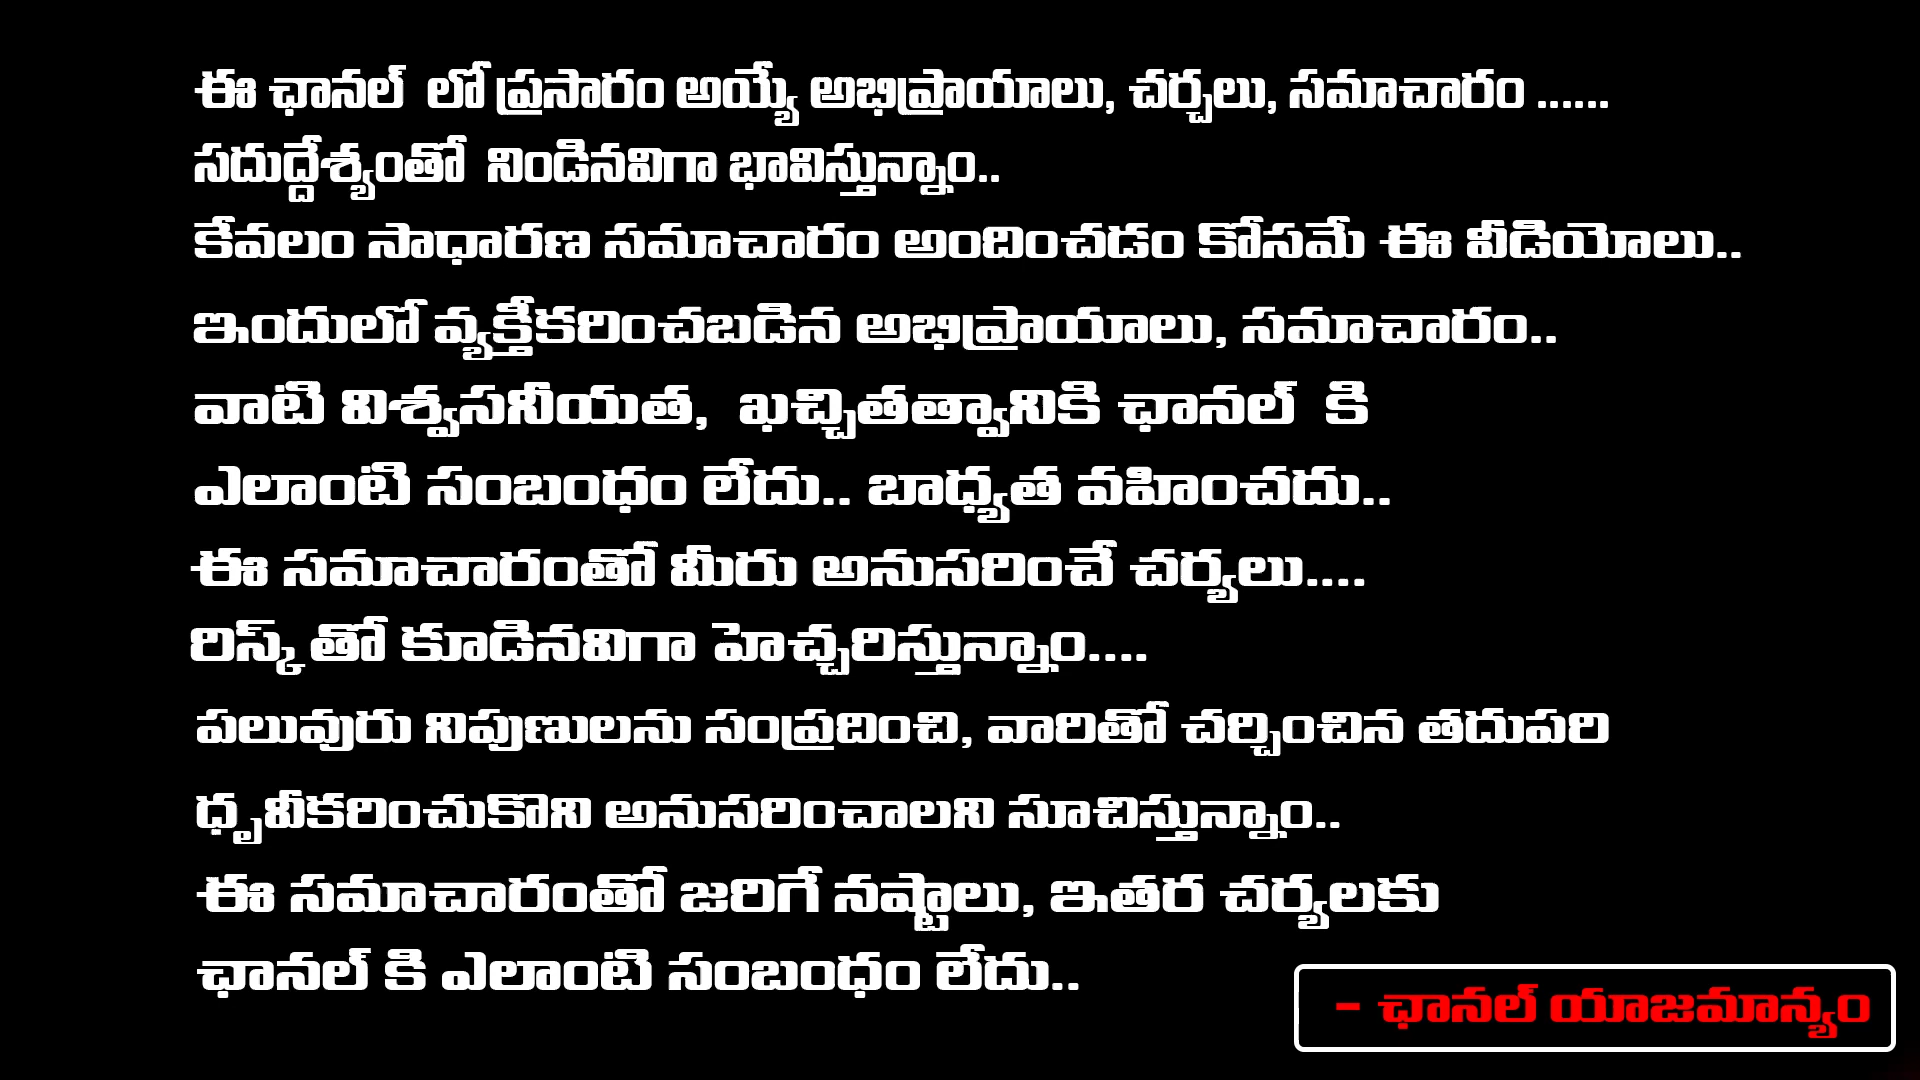 ఈ ఛానల్ లో ప్రసారం అయ్యే అభిప్రాయాలు, చర్చలు, సమాచారం ......
సదుద్దేశ్యంతో నిండినవిగా భావిస్తున్నాం..
కేవలం సాధారణ సమాచారం అందించడం కోసమే ఈ వీడియోలు..
ఇందులో వ్యక్తీకరించబడిన అభిప్రాయాలు, సమాచారం..
వాటి విశ్వసనీయత, ఖచ్చితత్వానికి ఛానల్ కి
ఎలాంటి సంబంధం లేదు.. బాధ్యత వహించదు..
ఈ సమాచారంతో మీరు అనుసరించే చర్యలు....
రిస్క్ తో కూడినవిగా హెచ్చరిస్తున్నాం....
పలువురు నిపుణులను సంప్రదించి, వారితో చర్చించిన తదుపరి
ధృవీకరించుకొని అనుసరించాలని సూచిస్తున్నాం..
ఈ సమాచారంతో జరిగే నష్టాలు, ఇతర చర్యలకు
ఛానల్ కి ఎలాంటి సంబంధం లేదు..
- ఛానల్ యాజమాన్యం